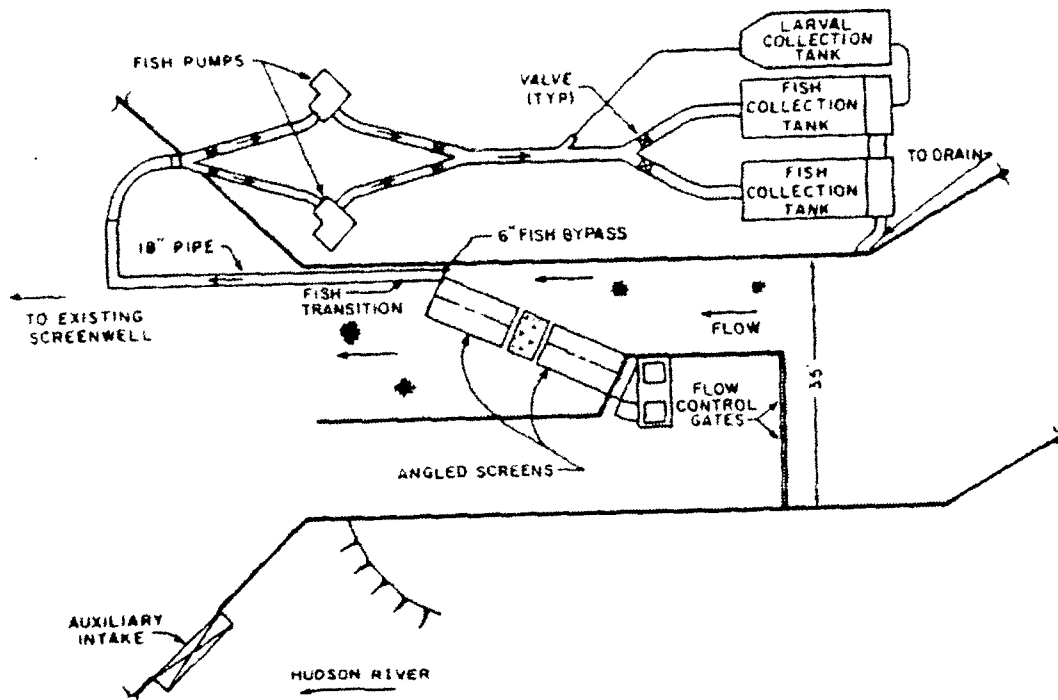 LARVAL
COLLECTION
TANK
FISH PUMPS
VALVE
(TYP)
FISH
COLLECTION
TANK
FISH
COLLECTION
TANK
TO DRAIN
6" FISH BYPASS
18" PIPE
FISH
TRANSITION
TO EXISTING
SCREENWELL
FLOW
FLOW
CONTROL
GATES
35'
ANGLED SCREENS
AUXILIARY
INTAKE
HUDSON RIVER